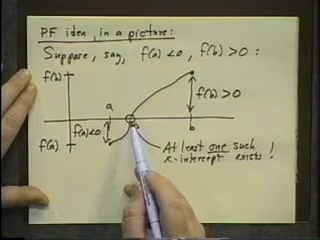 PF idea, in a picture:
Suppose, say, f(a) < 0, f(b) > 0 :
f(b)
a
f(b) > 0
f(a) < 0
b
f(a)
At least one such
x-intercept exists!